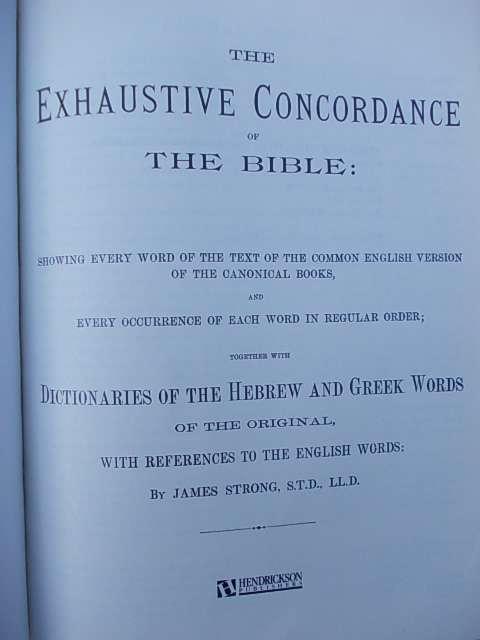 THE
EXHAUSTIVE CONCORDANCE
OF
THE BIBLE:
SHOWING EVERY WORD OF THE TEXT OF THE COMMON ENGLISH VERSION
OF THE CANONICAL BOOKS,
AND
EVERY OCCURRENCE OF EACH WORD IN REGULAR ORDER;
TOGETHER WITH
DICTIONARIES OF THE HEBREW AND GREEK WORDS
OF THE ORIGINAL,
WITH REFERENCES TO THE ENGLISH WORDS:
BY JAMES STRONG, S.T.D., LL.D.
HENDRICKSON
PUBLISHERS